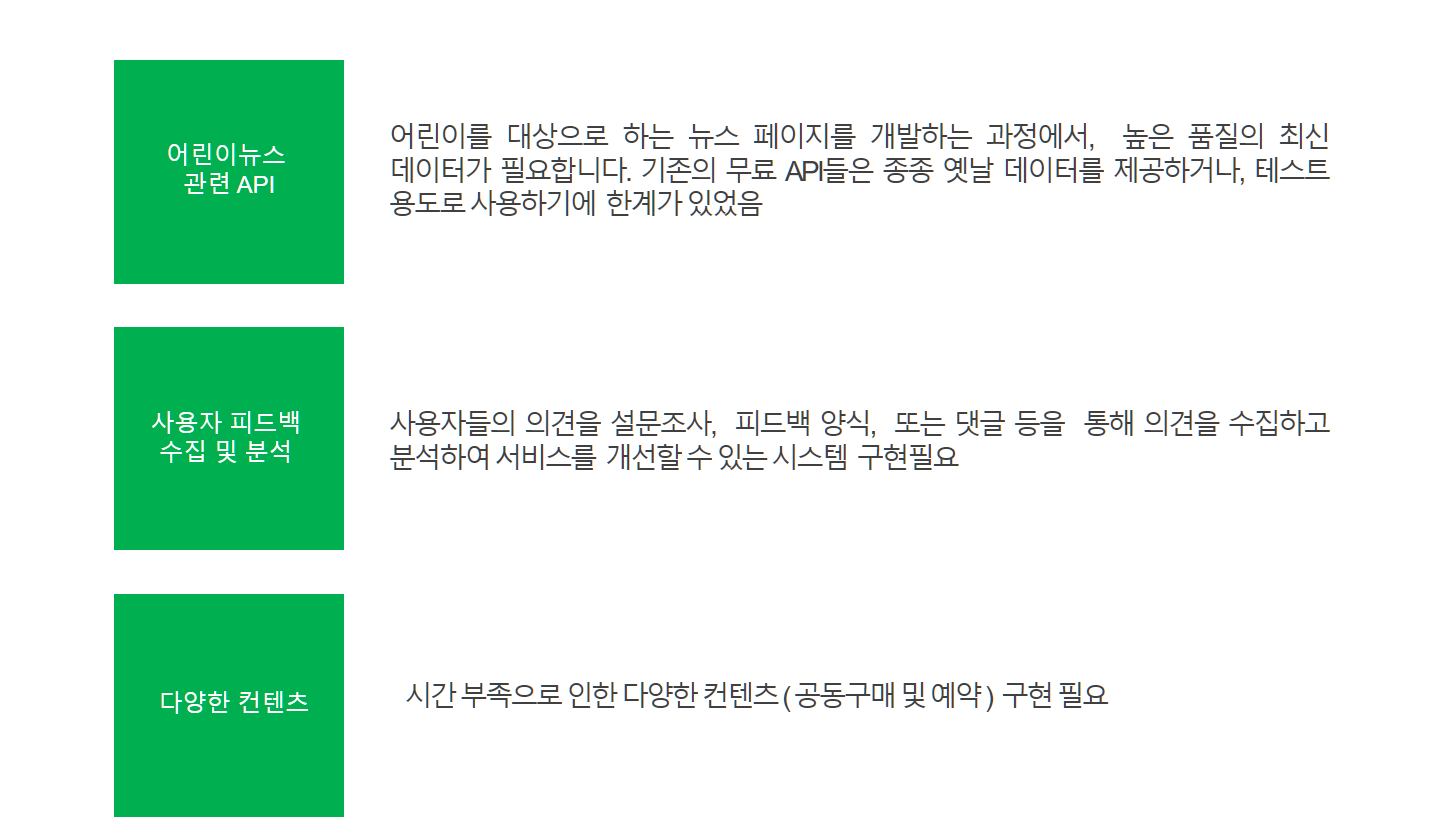 어린이뉴스
관련 API
어린이를 대상으로 하는 뉴스 페이지를 개발하는 과정에서, 높은 품질의 최신
데이터가 필요합니다. 기존의 무료 API들은 종종 옛날 데이터를 제공하거나, 테스트
용도로 사용하기에 한계가 있었음
사용자 피드백
수집 및 분석
사용자들의 의견을 설문조사, 피드백 양식, 또는 댓글 등을 통해 의견을 수집하고
분석하여 서비스를 개선할 수 있는 시스템 구현필요
다양한 컨텐츠
시간 부족으로 인한 다양한 컨텐츠 ( 공동구매 및 예약 ) 구현 필요